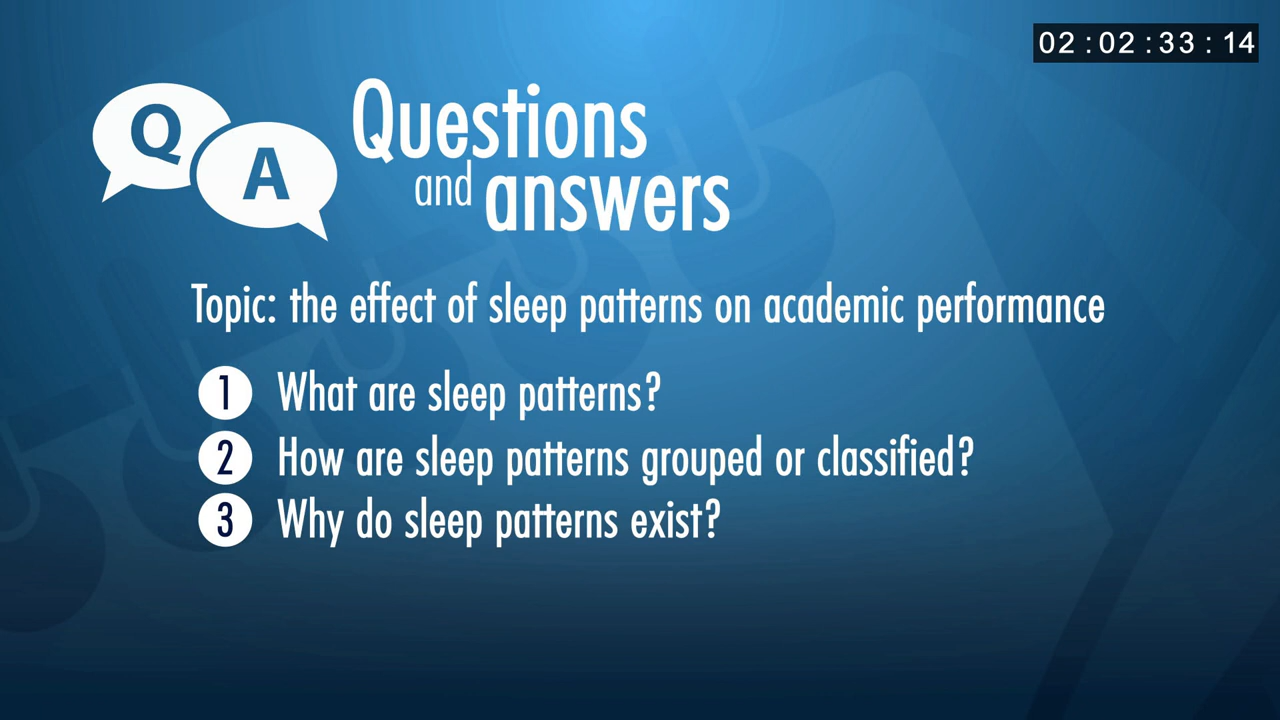 02:02:33:14
Q
A
Questions
and answers
Topic: the effect of sleep patterns on academic performance
1 What are sleep patterns?
2 How are sleep patterns grouped or classified?
3 Why do sleep patterns exist?